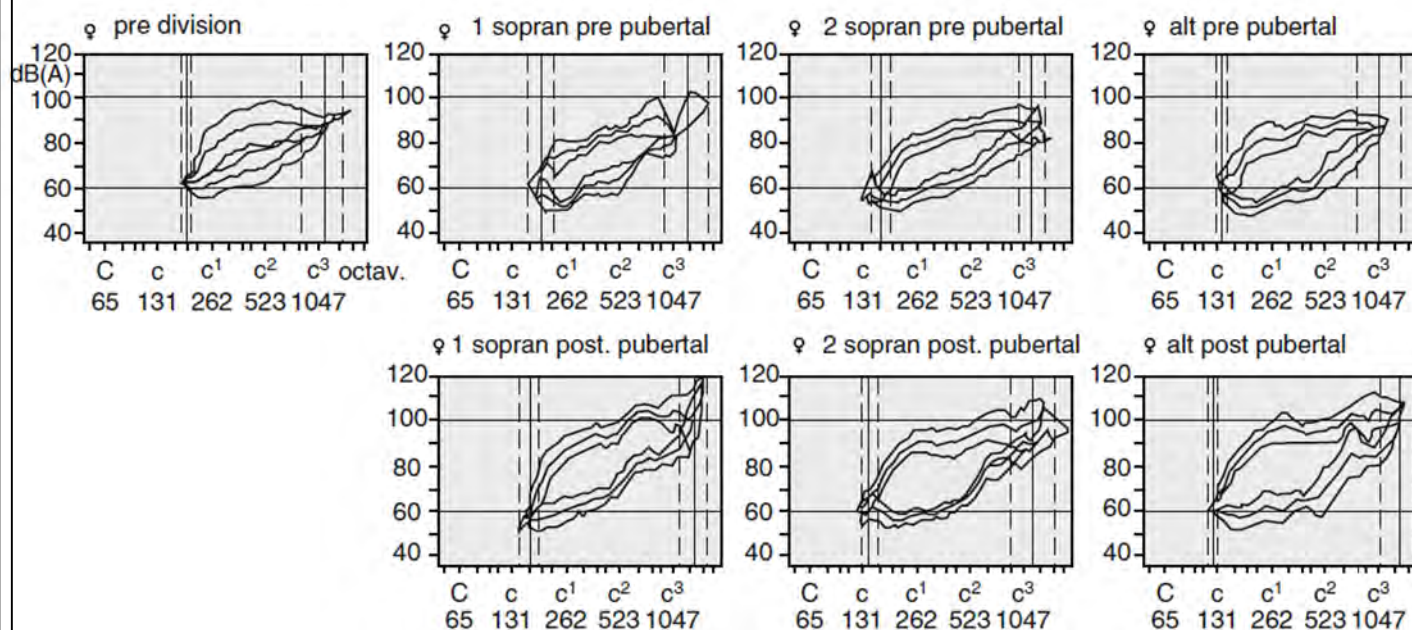 ♀ pre division
120
dB(A)
100
80
60
40
C c c¹ c² c³ octav.
65 131 262 523 1047
♀ 1 sopran pre pubertal
120
100
80
60
40
C c c¹ c² c³
65 131 262 523 1047
♀ 2 sopran pre pubertal
120
100
80
60
40
C c c¹ c² c³
65 131 262 523 1047
♀ alt pre pubertal
120
100
80
60
40
C c c¹ c² c³
65 131 262 523 1047
♀ 1 sopran post. pubertal
120
100
80
60
40
C c c¹ c² c³
65 131 262 523 1047
♀ 2 sopran post. pubertal
120
100
80
60
40
C c c¹ c² c³
65 131 262 523 1047
♀ alt post pubertal
120
100
80
60
40
C c c¹ c² c³
65 131 262 523 1047